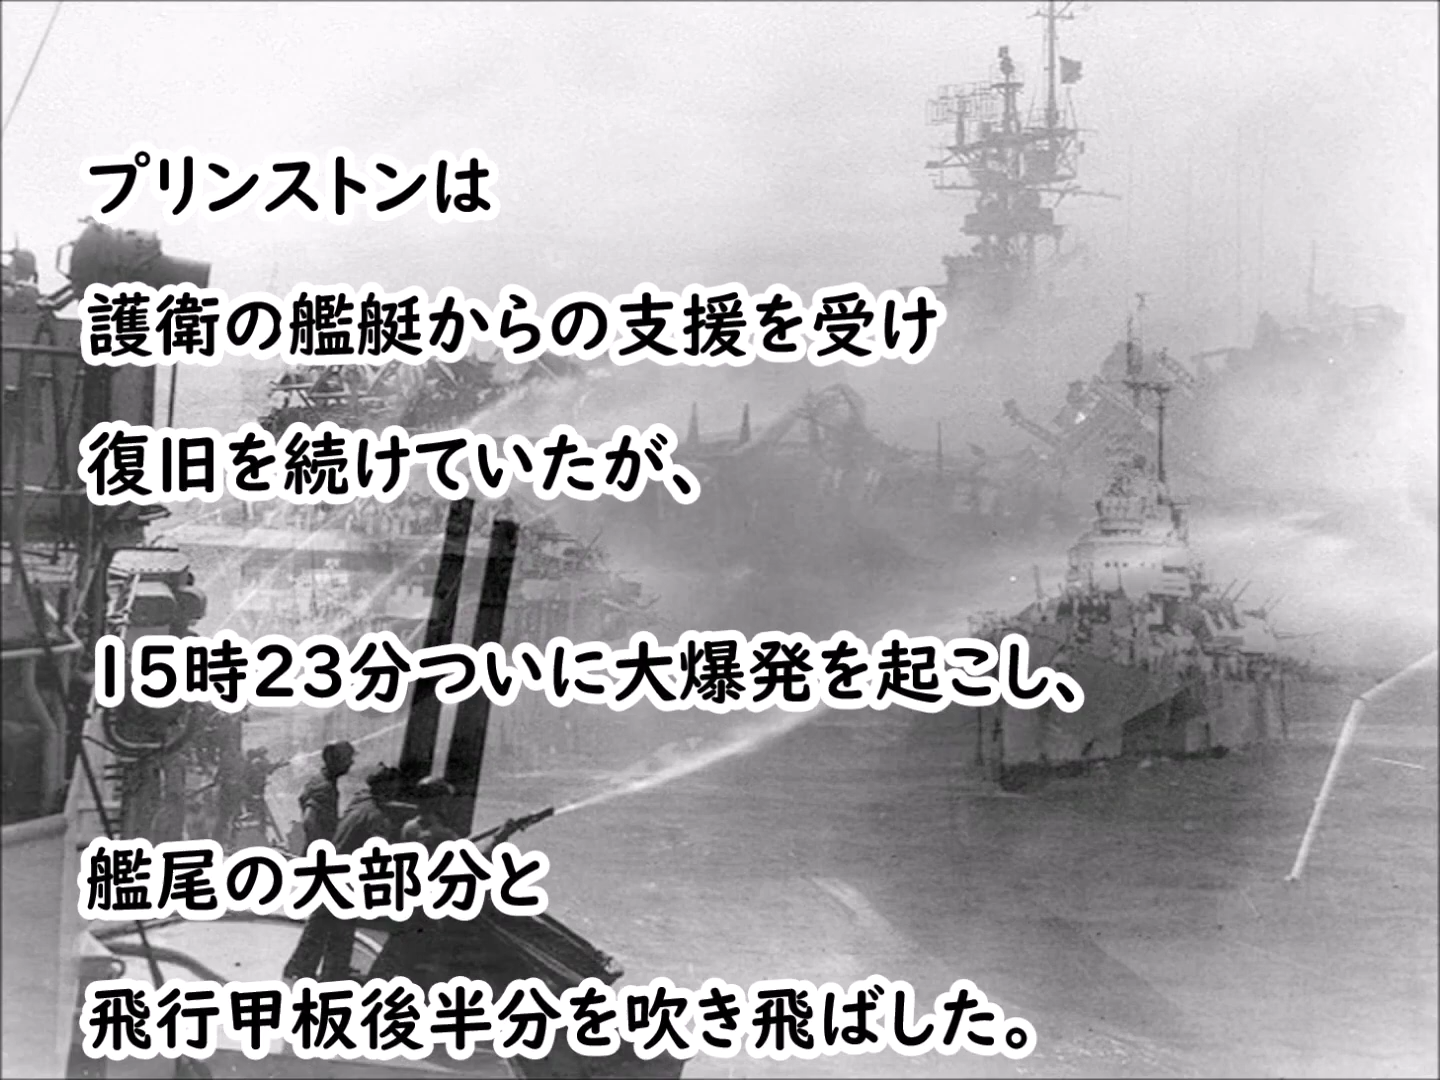 プリンストンは
護衛の艦艇からの支援を受け
復旧を続けていたが、
15時23分ついに大爆発を起こし、
艦尾の大部分と
飛行甲板後半分を吹き飛ばした。